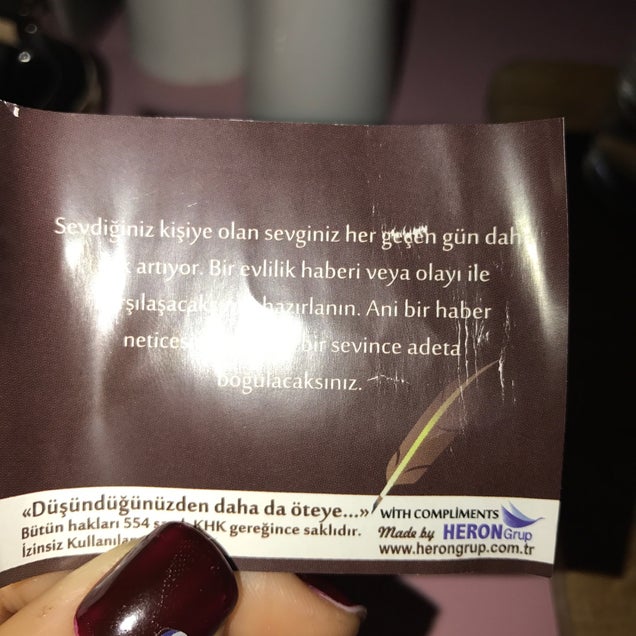 Sevdiğiniz kişiye olan sevginiz her geçen gün
artıyor. Bir evlilik haberi veya olayı ile
hazırlanın. Ani bir haber
bir sevince adeta
boğulacaksınız.
«Düşündüğünüzden daha da öteye...»
Bütün hakları 554 KHK gereğince saklıdır.
İzinsiz
WITH COMPLIMENTS
Made by HERON Grup
www.herongrup.com.tr